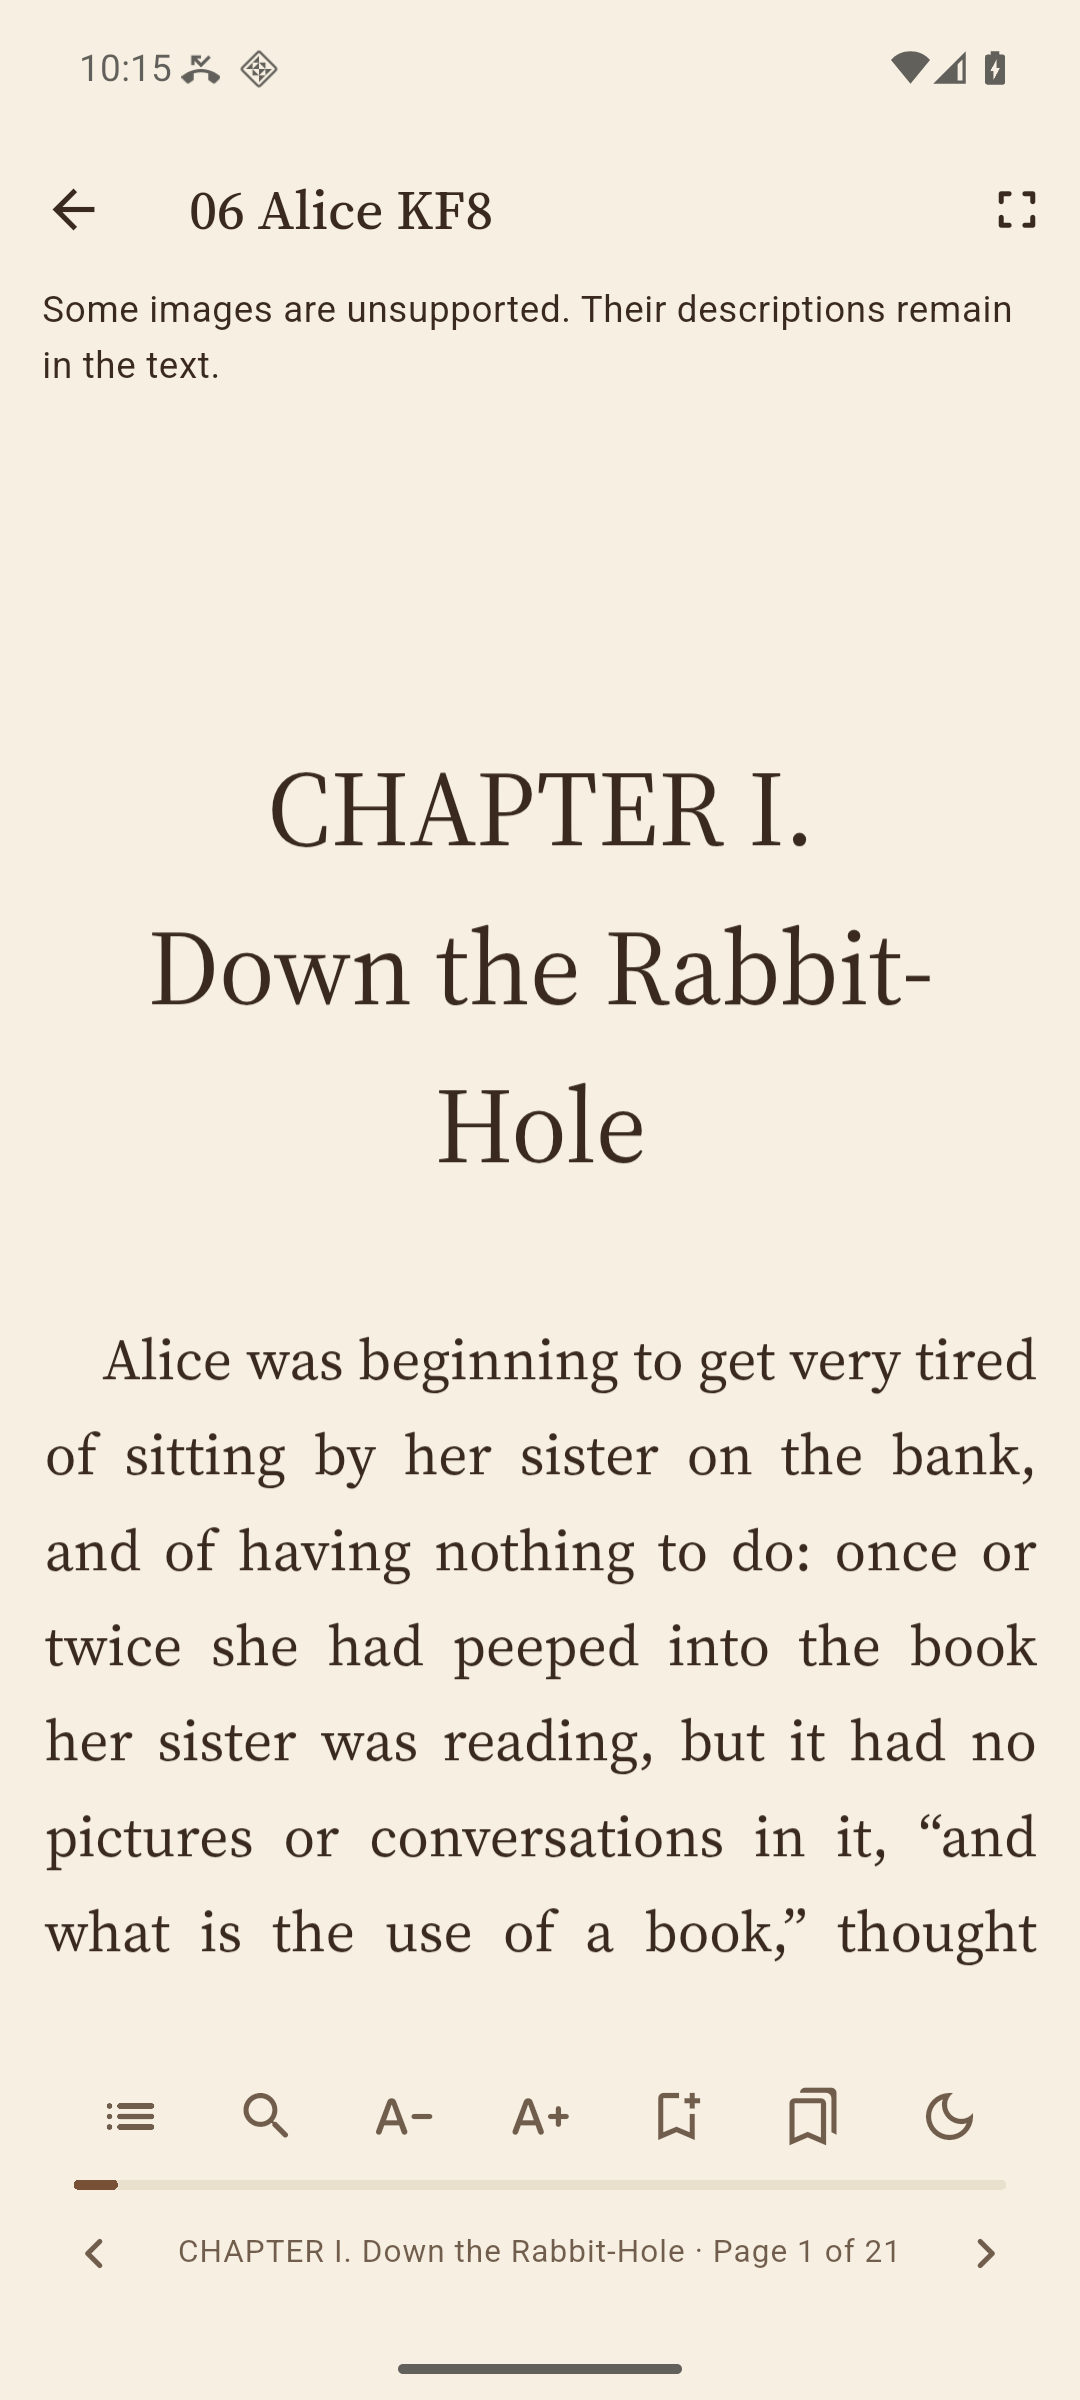 10:15
06 Alice KF8
Some images are unsupported. Their descriptions remain
in the text.
CHAPTER I.
Down the Rabbit-
Hole
Alice was beginning to get very tired
of sitting by her sister on the bank,
and of having nothing to do: once or
twice she had peeped into the book
her sister was reading, but it had no
pictures or conversations in it, “and
what is the use of a book,” thought
A− A+
CHAPTER I. Down the Rabbit-Hole · Page 1 of 21